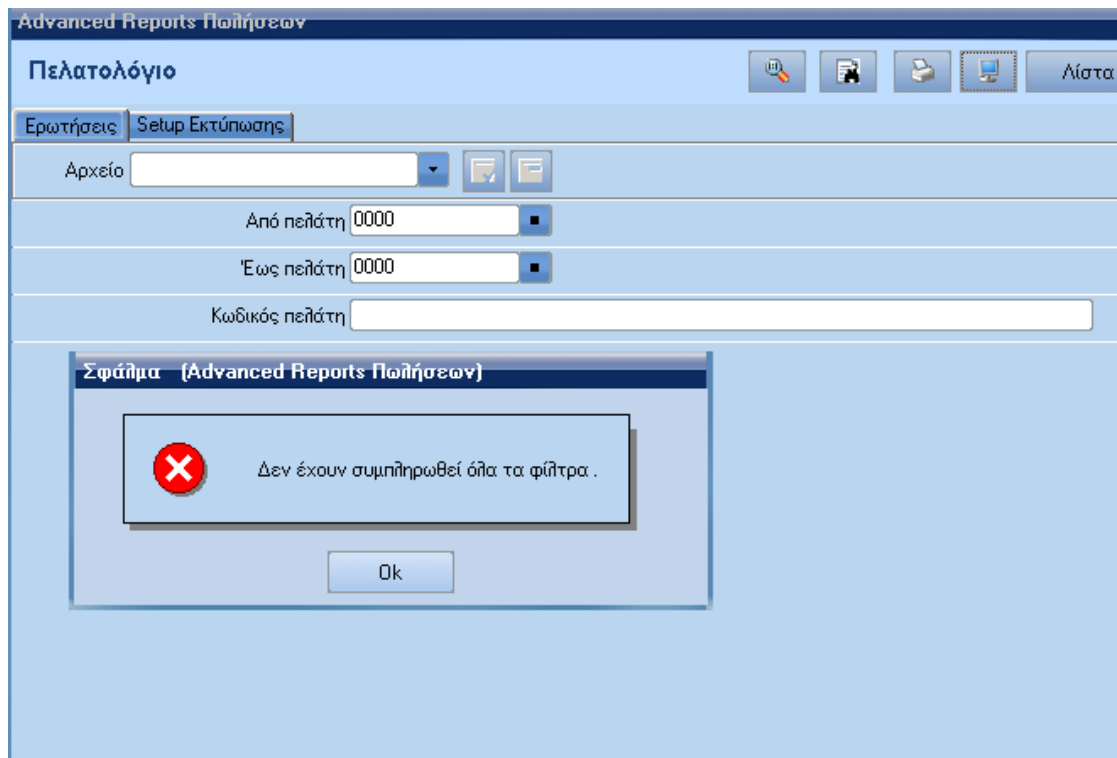 Advanced Reports Πωλήσεων
Πελατολόγιο
Λίστα
Ερωτήσεις Setup Εκτύπωσης
Αρχείο
Από πελάτη 0000
Έως πελάτη 0000
Κωδικός πελάτη
Σφάλμα (Advanced Reports Πωλήσεων)
Δεν έχουν συμπληρωθεί όλα τα φίλτρα .
Ok